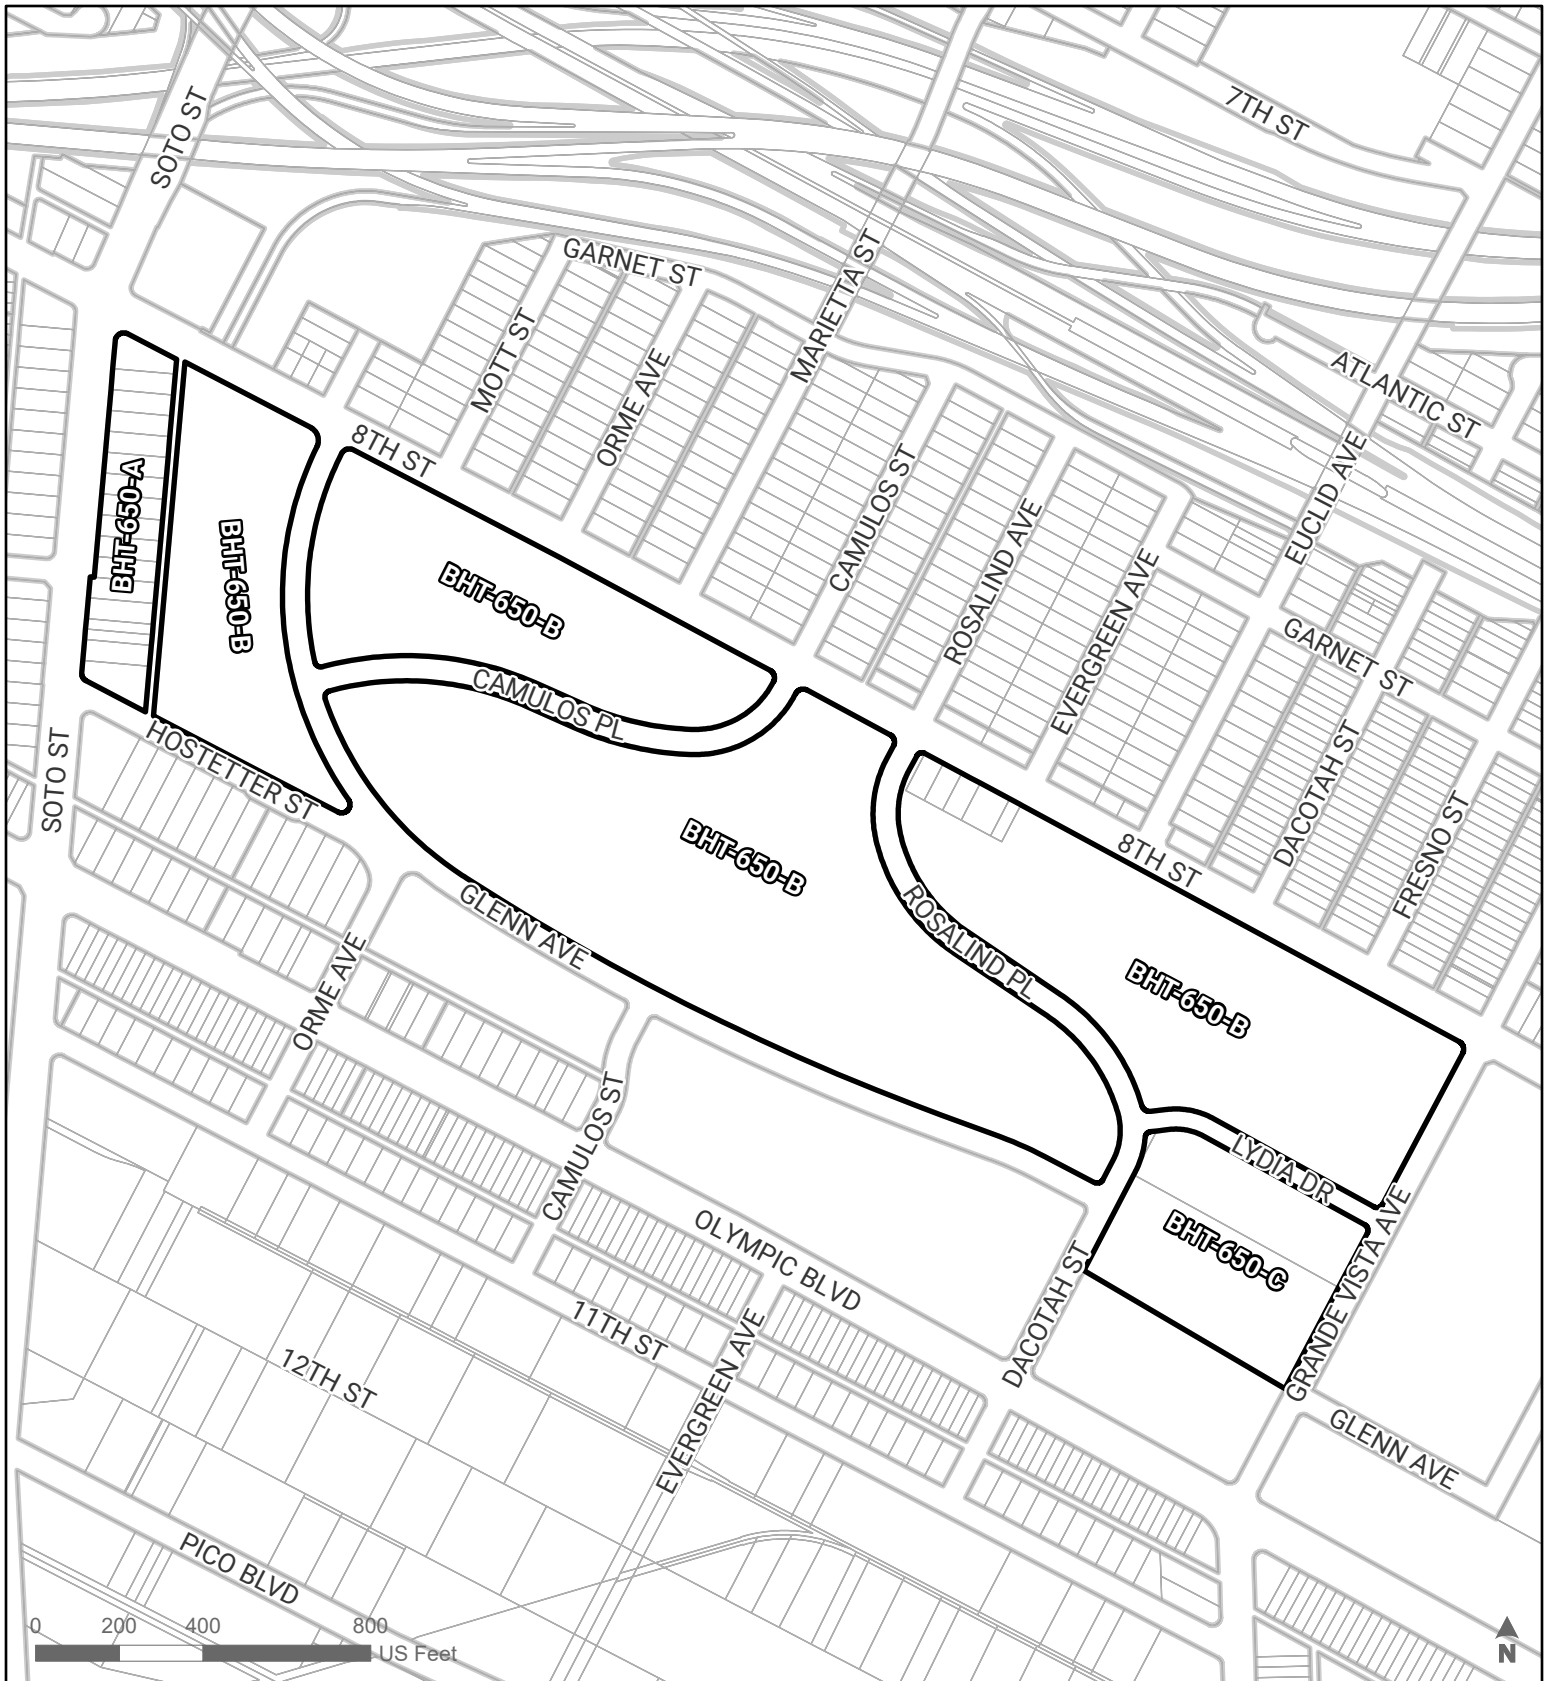 7TH ST
SOTO ST
GARNET ST
MARIETTA ST
MOTT ST
ORME AVE
ATLANTIC ST
8TH ST
EUCLID AVE
CAMULOS ST
BHT-650-A
BHT-650-B
ROSALIND AVE
BHT-650-B
EVERGREEN AVE
GARNET ST
CAMULOS PL
HOSTETTER ST
SOTO ST
DACOTAH ST
FRESNO ST
BHT-650-B
8TH ST
GLENN AVE
ROSALIND PL
ORME AVE
BHT-650-B
CAMULOS ST
LYDIA DR
OLYMPIC BLVD
BHT-650-C
GRANDE VISTA AVE
DACOTAH ST
11TH ST
12TH ST
EVERGREEN AVE
GLENN AVE
PICO BLVD
0 200 400 800
US Feet
N